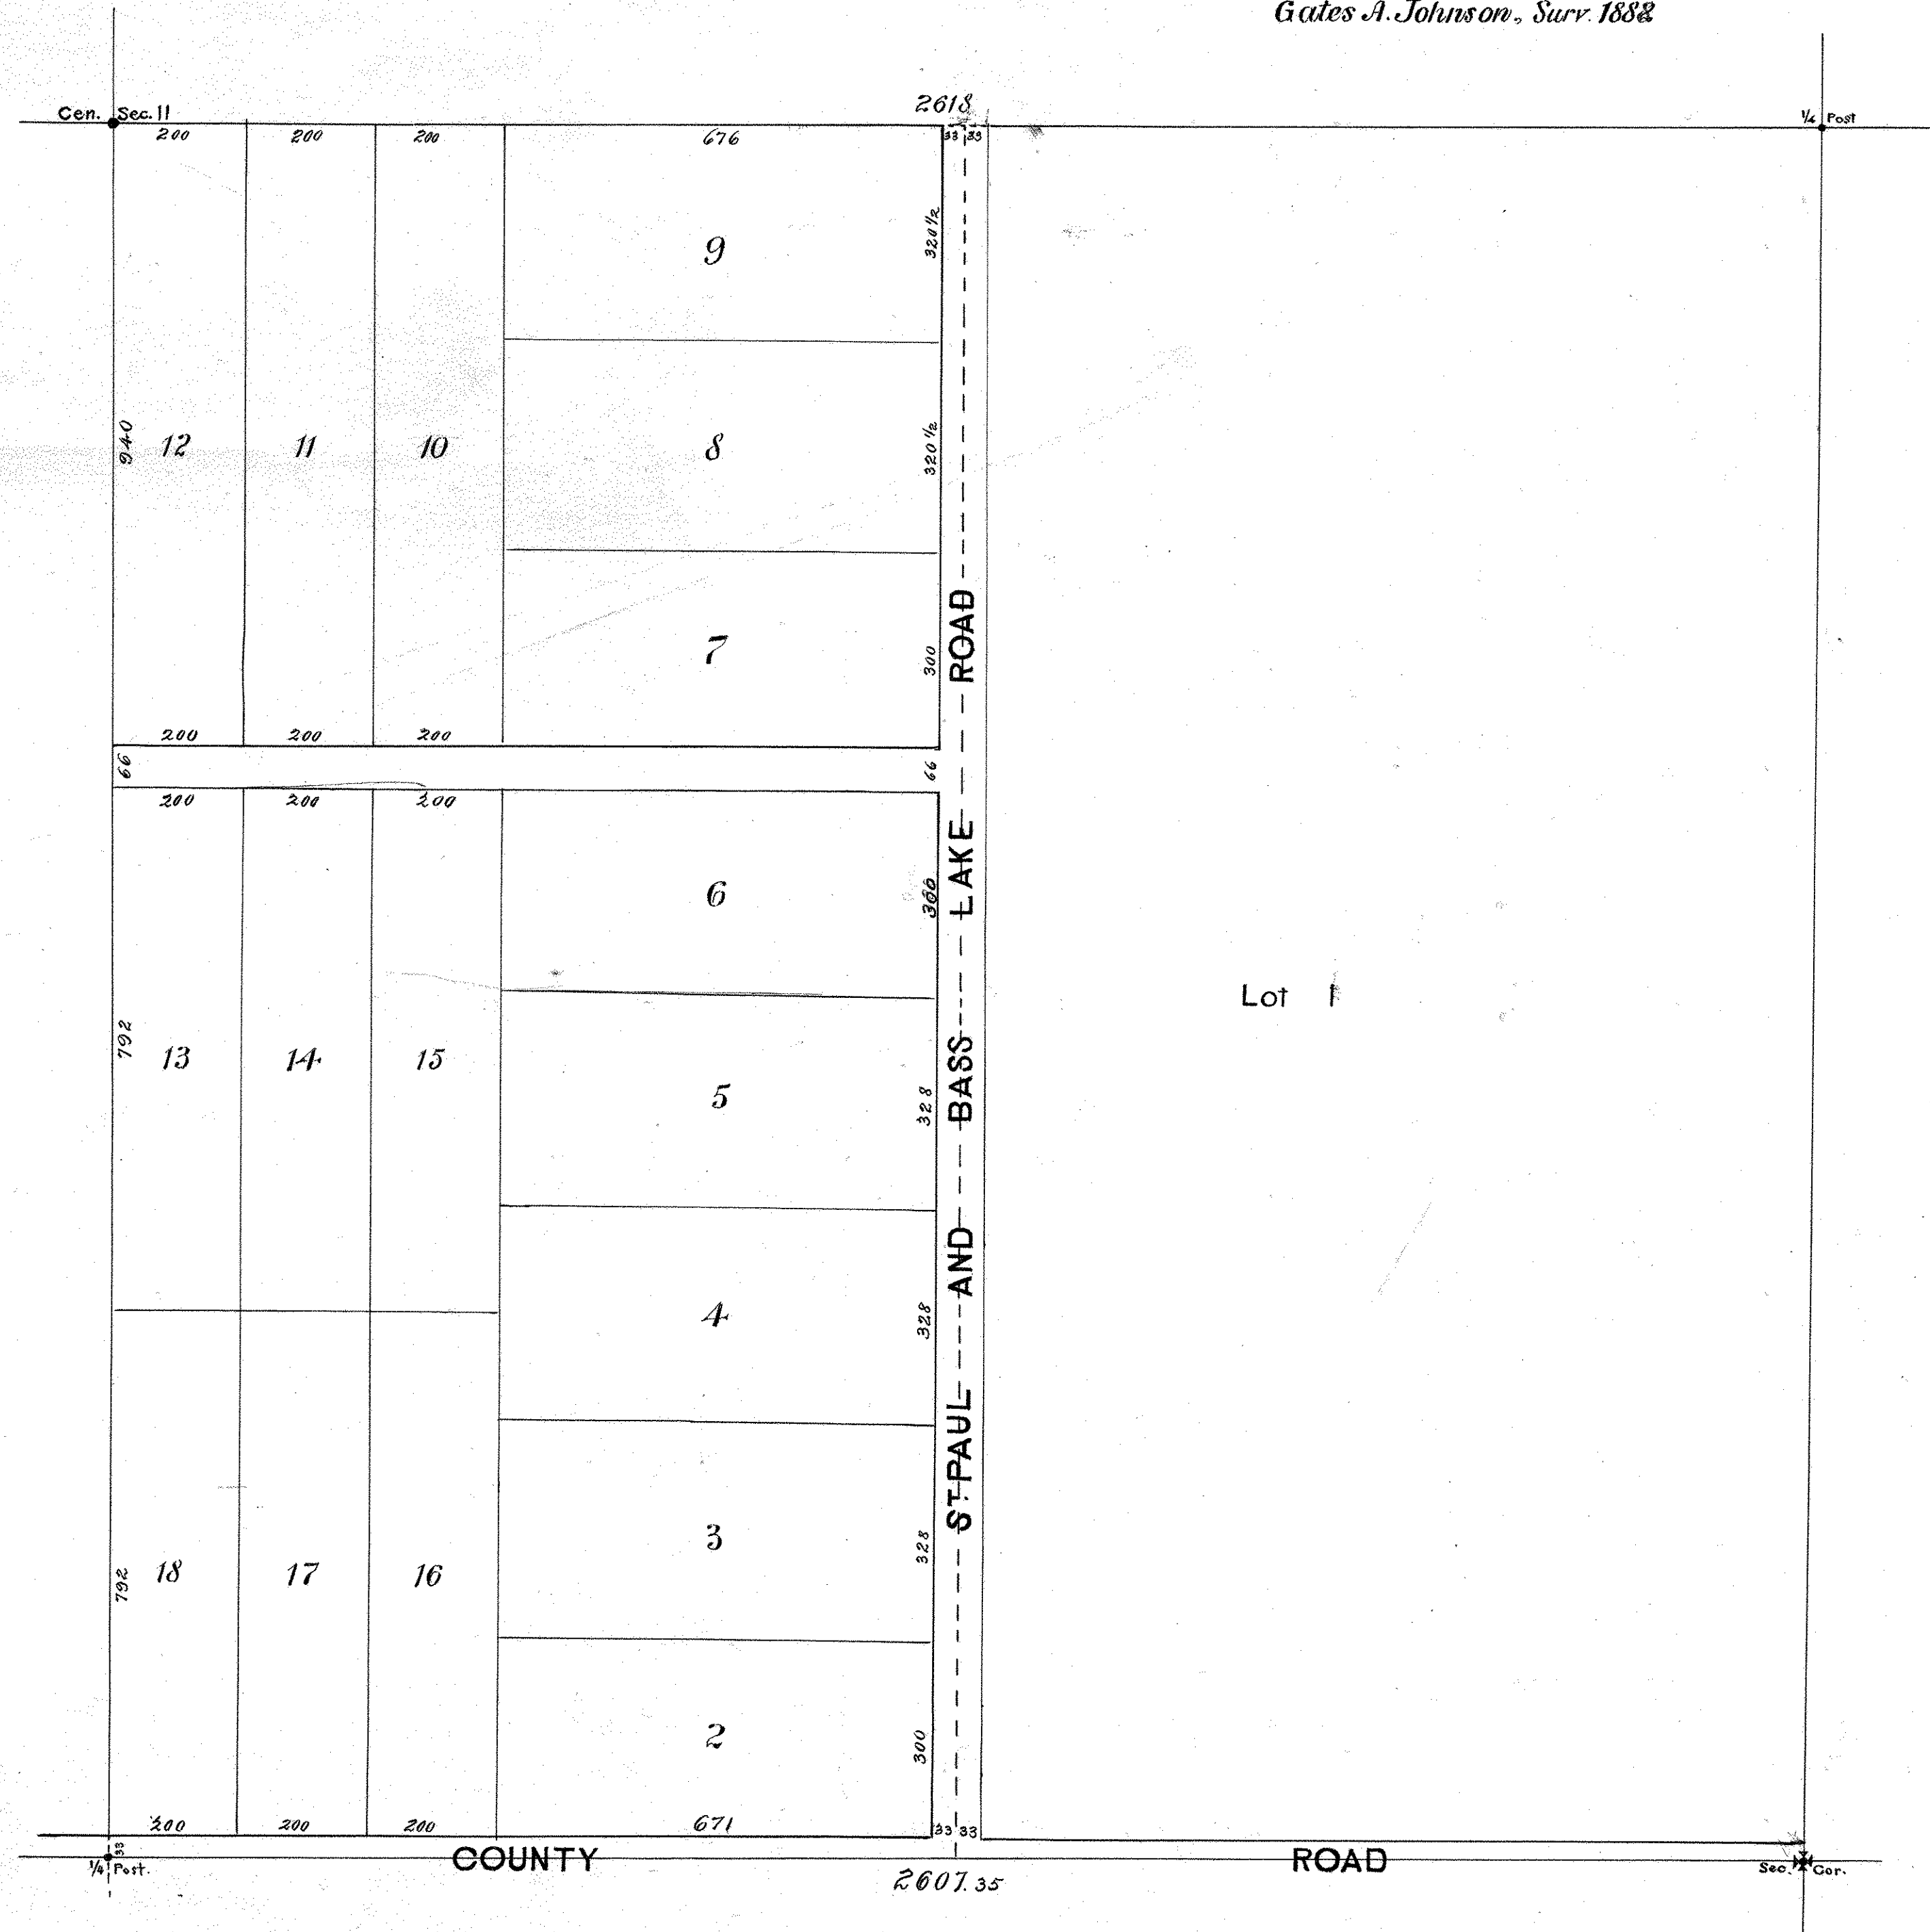 Gates A. Johnson, Surv. 1882
2618
Cen. Sec. 11
1/4 Post
200 200 200 676 33 33
9
320 1/2
12 11 10 8
940
320 1/2
7
300
200 200 200
66 66
200 200 200
6
300
13 14 15
792
5
328
Lot 1
4
328
3
328
18 17 16
792
2
300
ST. PAUL AND BASS LAKE ROAD
200 200 200 671 33 33
33
1/4 Post.
COUNTY ROAD
Sec. Cor.
2607.35